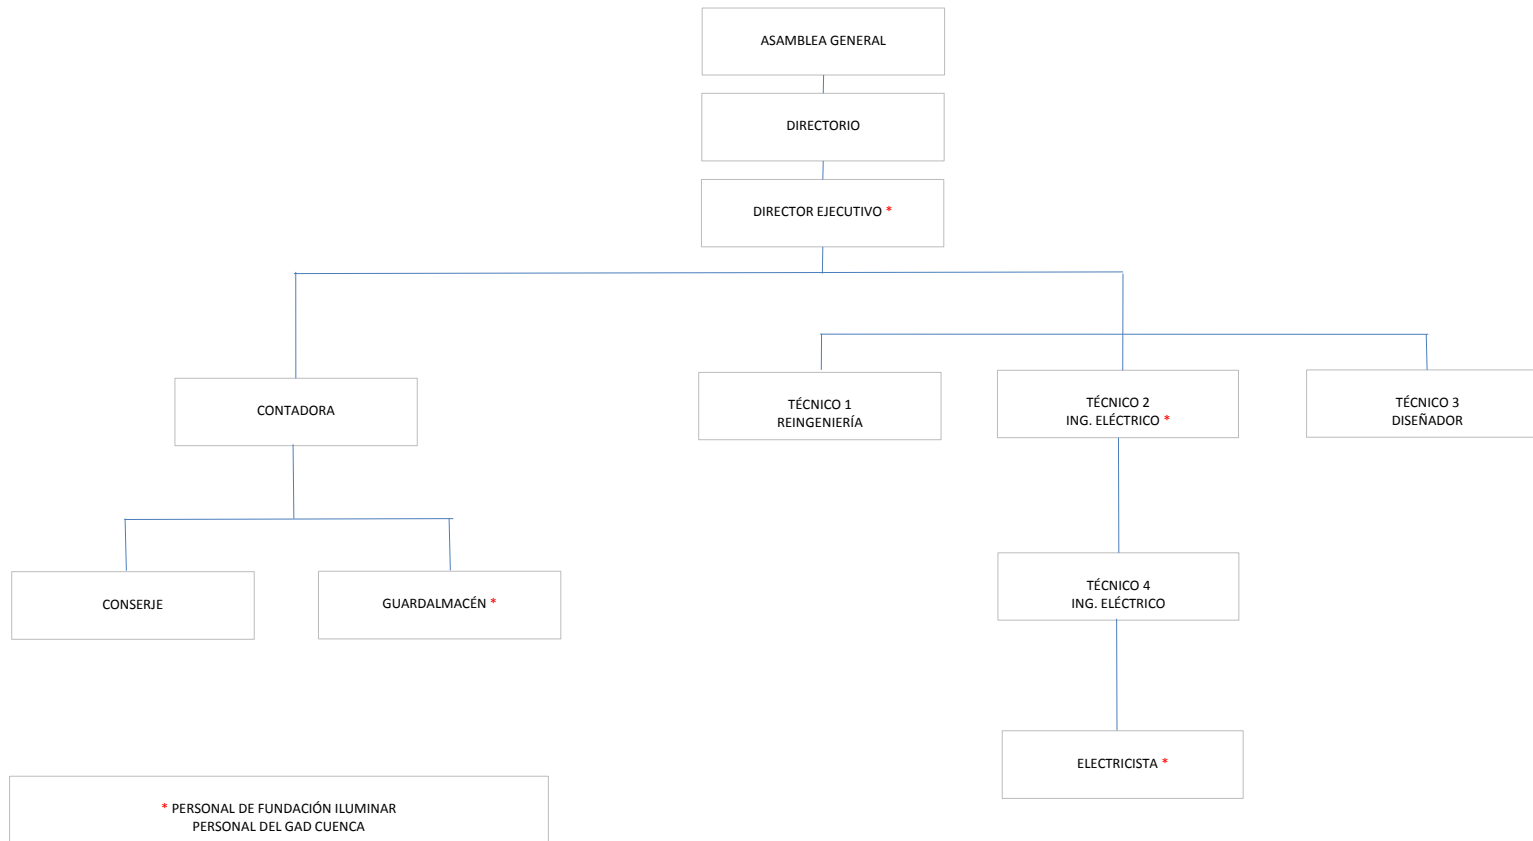 ASAMBLEA GENERAL
DIRECTORIO
DIRECTOR EJECUTIVO *
CONTADORA
TÉCNICO 1
REINGENIERÍA
TÉCNICO 2
ING. ELÉCTRICO *
TÉCNICO 3
DISEÑADOR
CONSERJE
GUARDALMACÉN *
TÉCNICO 4
ING. ELÉCTRICO
ELECTRICISTA *
* PERSONAL DE FUNDACIÓN ILUMINAR
PERSONAL DEL GAD CUENCA